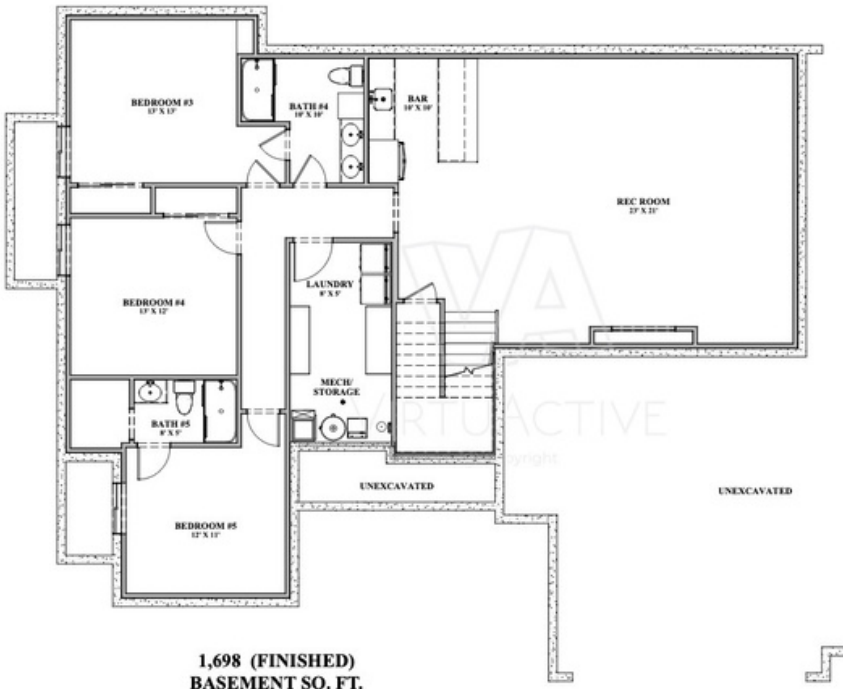 BEDROOM #3
13' X 13'
BATH #4
10' X 10'
BAR
10' X 10'
REC ROOM
23' X 21'
BEDROOM #4
13' X 12'
LAUNDRY
8' X 5'
MECH/
STORAGE
BATH #5
8' X 5'
VIRTUACTIVE
copyright
UNEXCAVATED
UNEXCAVATED
BEDROOM #5
12' X 11'
1,698 (FINISHED)
BASEMENT SQ. FT.